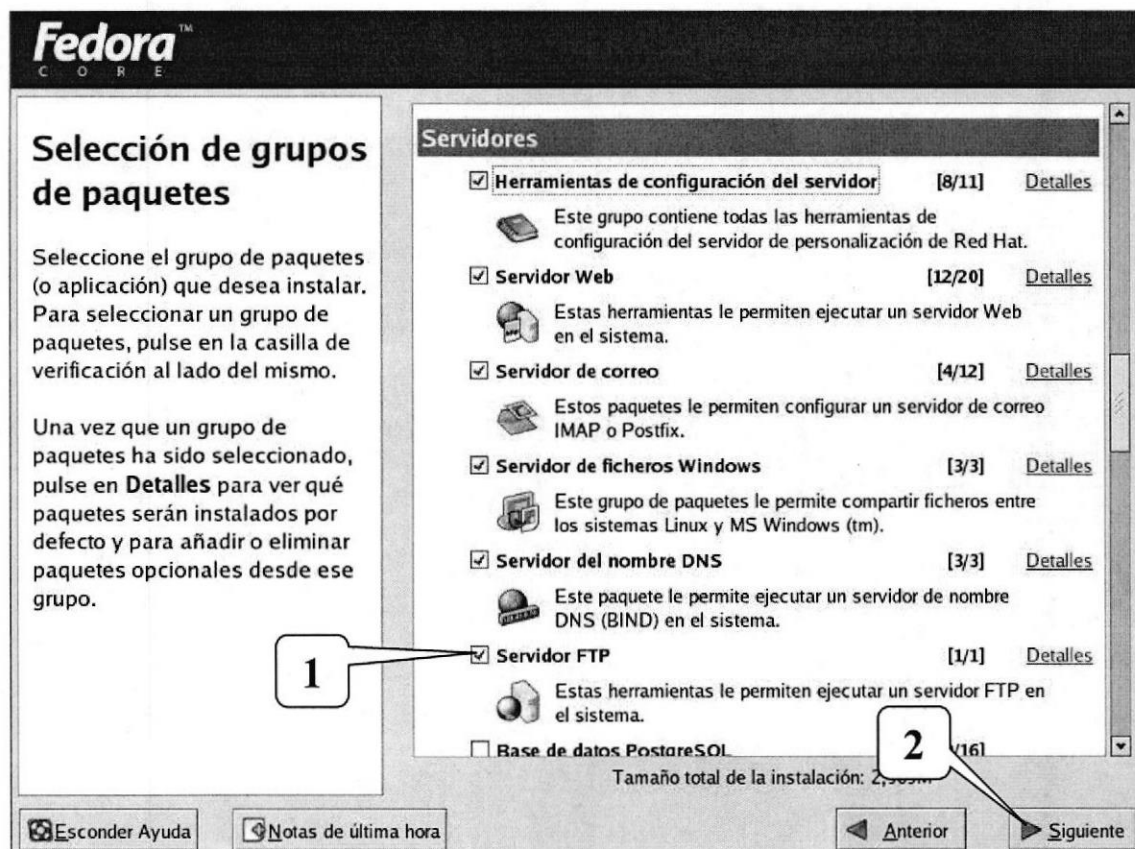 Fedora™
CORE
Selección de grupos
de paquetes
Seleccione el grupo de paquetes
(o aplicación) que desea instalar.
Para seleccionar un grupo de
paquetes, pulse en la casilla de
verificación al lado del mismo.
Una vez que un grupo de
paquetes ha sido seleccionado,
pulse en Detalles para ver qué
paquetes serán instalados por
defecto y para añadir o eliminar
paquetes opcionales desde ese
grupo.
Servidores
Herramientas de configuración del servidor [8/11] Detalles
Este grupo contiene todas las herramientas de
configuración del servidor de personalización de Red Hat.
Servidor Web [12/20] Detalles
Estas herramientas le permiten ejecutar un servidor Web
en el sistema.
Servidor de correo [4/12] Detalles
Estos paquetes le permiten configurar un servidor de correo
IMAP o Postfix.
Servidor de ficheros Windows [3/3] Detalles
Este grupo de paquetes le permite compartir ficheros entre
los sistemas Linux y MS Windows (tm).
Servidor del nombre DNS [3/3] Detalles
Este paquete le permite ejecutar un servidor de nombre
DNS (BIND) en el sistema.
1
Servidor FTP [1/1] Detalles
Estas herramientas le permiten ejecutar un servidor FTP en
el sistema.
2
Base de datos PostgreSQL /16]
Tamaño total de la instalación:
Esconder Ayuda
Notas de última hora
Anterior
Siguiente